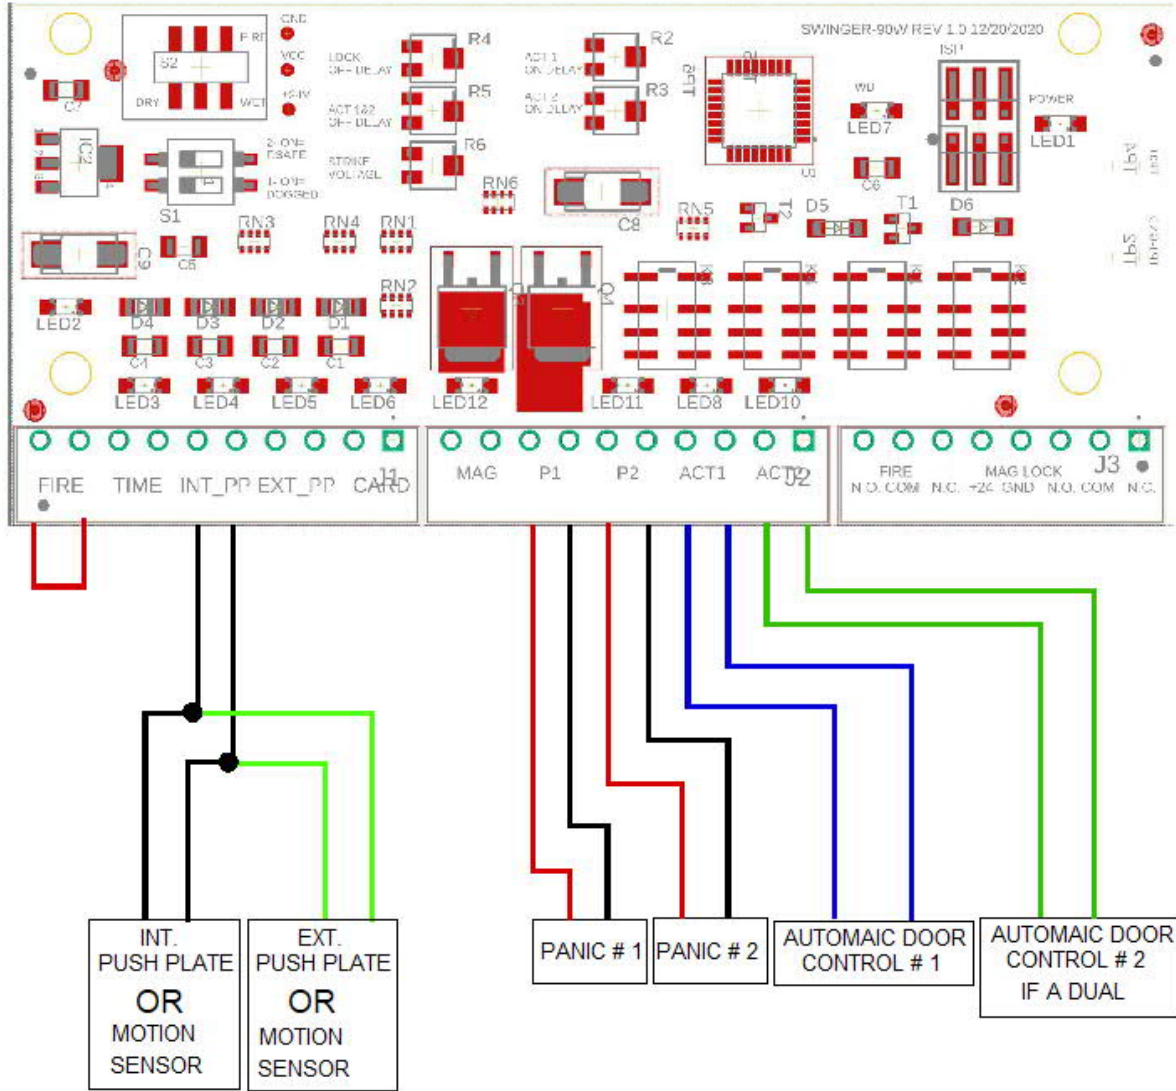 SWINGER-90W REV 1.0 12/20/2020
GND
VCC
+24V
FIRE
S2
DRY
WET
C7
IC2
LOCK
OFF DELAY
R4
ACT 1&2
OFF DELAY
R5
STRIKE
VOLTAGE
R6
ACT 1
ON DELAY
R2
ACT 2
ON DELAY
R3
ISP
WD
LED7
POWER
LED1
C6
2- ON=
1- ON=
DOGGED
S1
RN3
RN4
RN1
RN2
RN6
RN5
C8
T2
D5
T1
D6
C9
LED2
D4
D3
D2
D1
C4
C3
C2
C1
LED3
LED4
LED5
LED6
LED12
LED11
LED8
LED10
FIRE TIME INT_PP EXT_PP CARD
J1
MAG P1 P2 ACT1 ACT2
J2
FIRE MAG LOCK
J3
N.O. COM N.C. +24 GND N.O. COM N.C.
INT.
PUSH PLATE
OR
MOTION
SENSOR
EXT.
PUSH PLATE
OR
MOTION
SENSOR
PANIC # 1
PANIC # 2
AUTOMAIC DOOR
CONTROL # 1
AUTOMAIC DOOR
CONTROL # 2
IF A DUAL